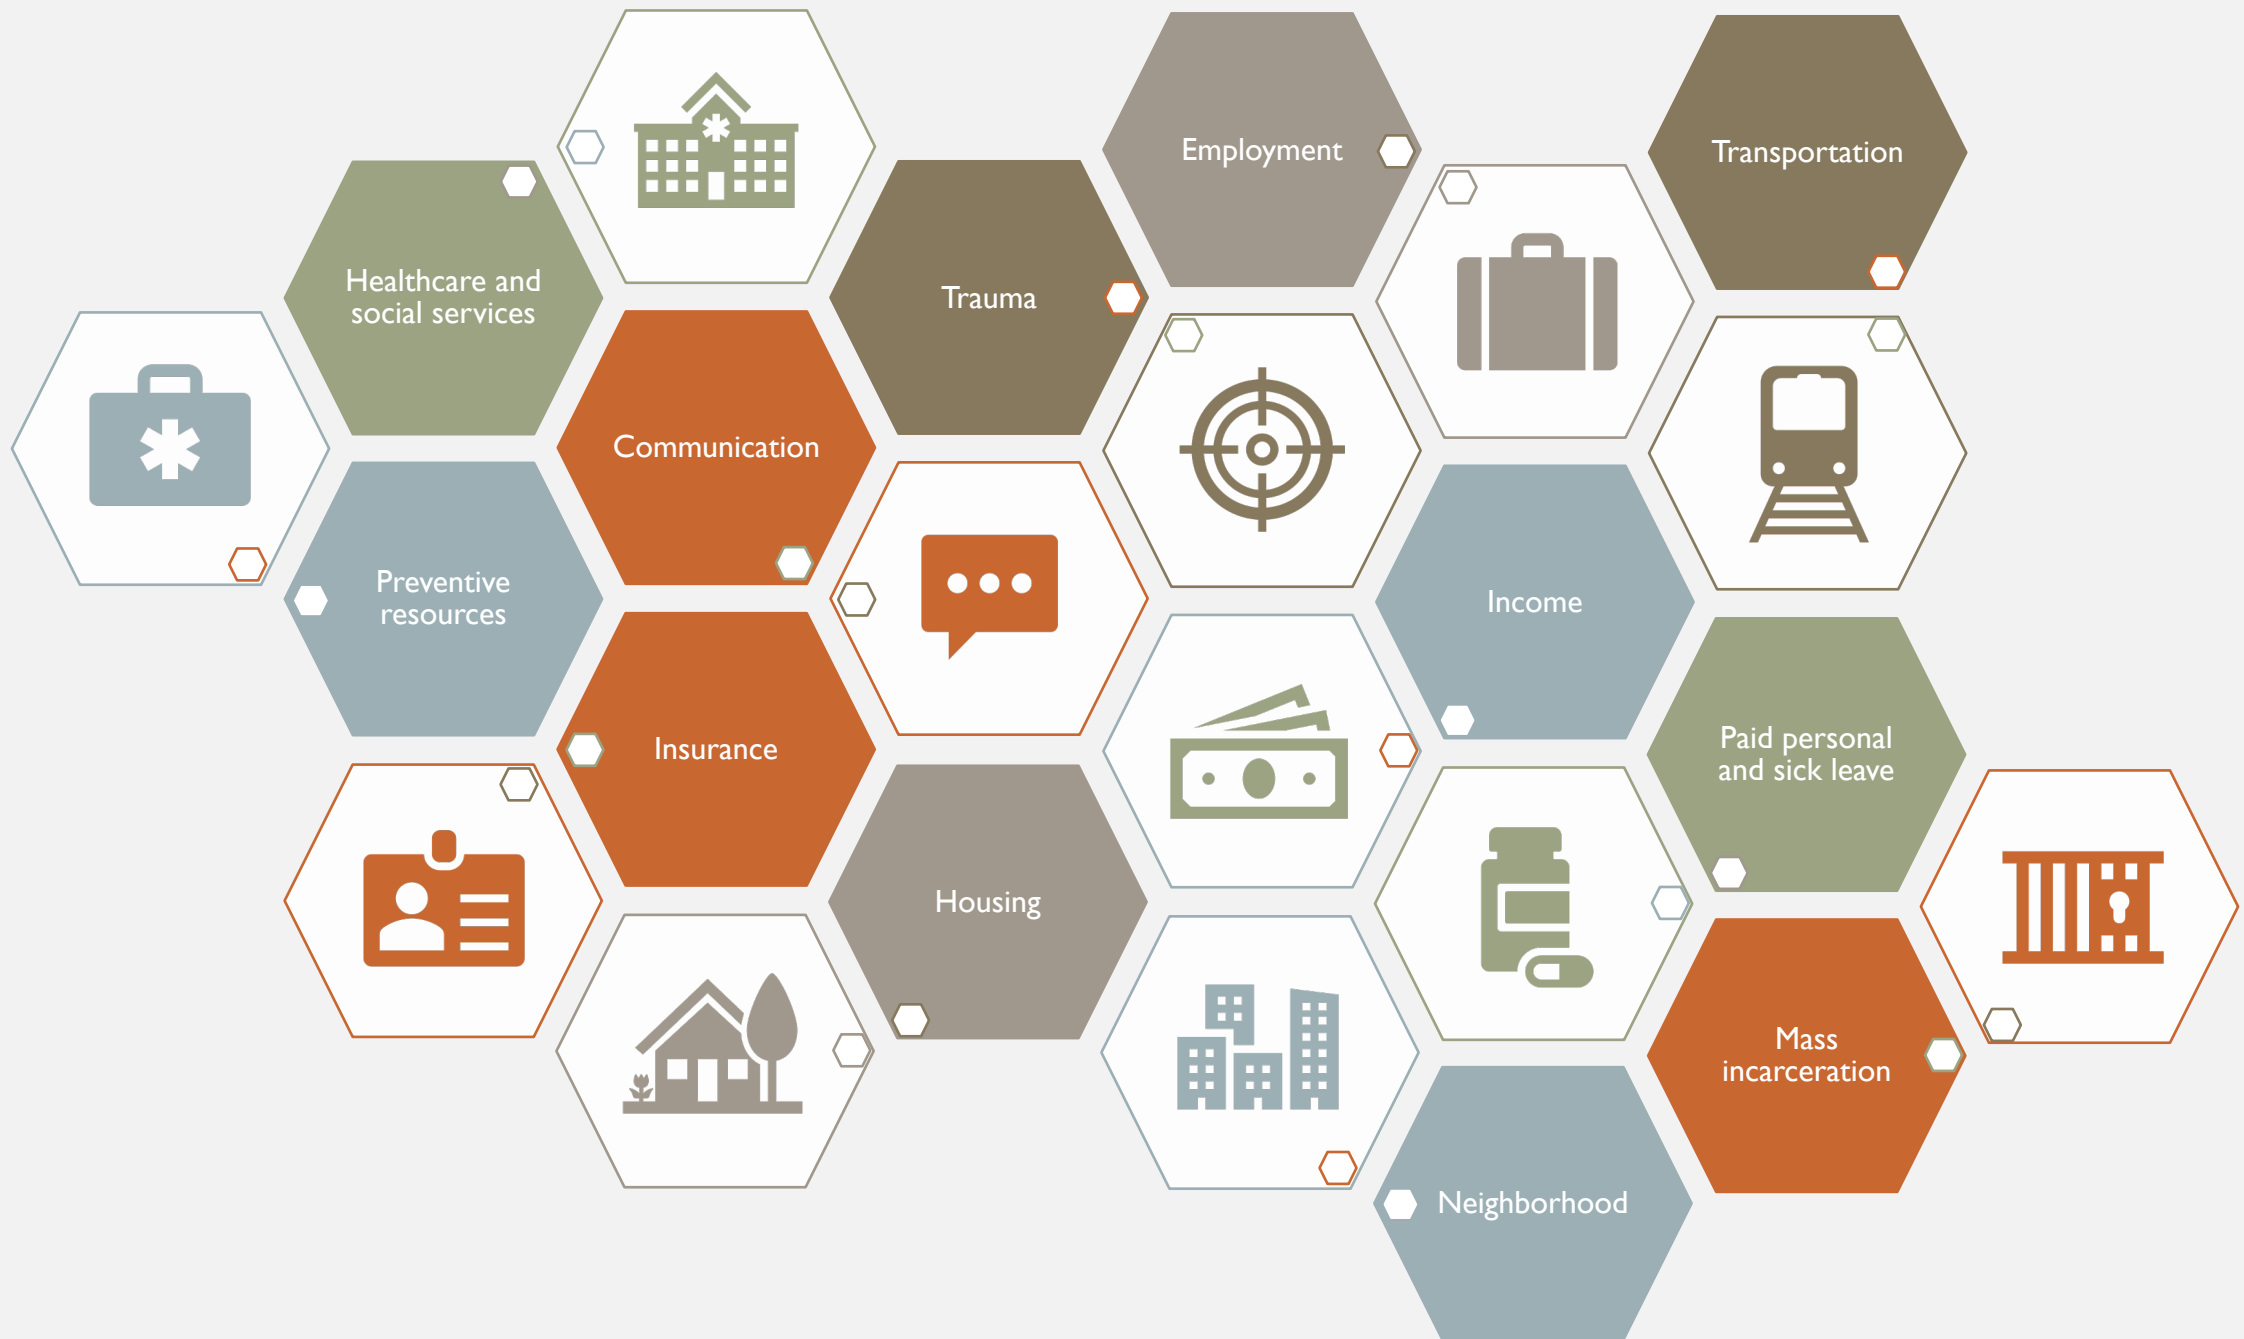 Employment
Transportation
Healthcare and
social services
Trauma
Communication
Preventive
resources
Income
Insurance
Paid personal
and sick leave
Housing
Mass
incarceration
Neighborhood